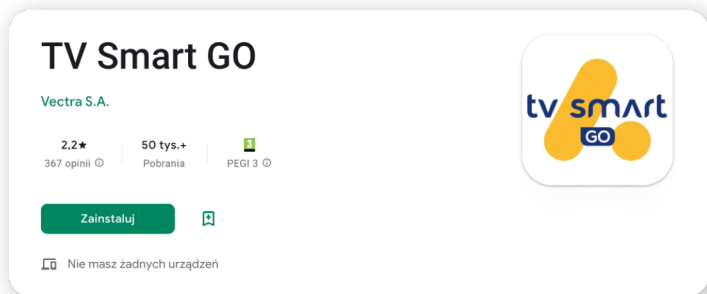 TV Smart GO
Vectra S.A.
2,2★ 50 tys.+ 3
367 opinii Pobrania PEGI 3
Zainstaluj
Nie masz żadnych urządzeń
tv smart
GO